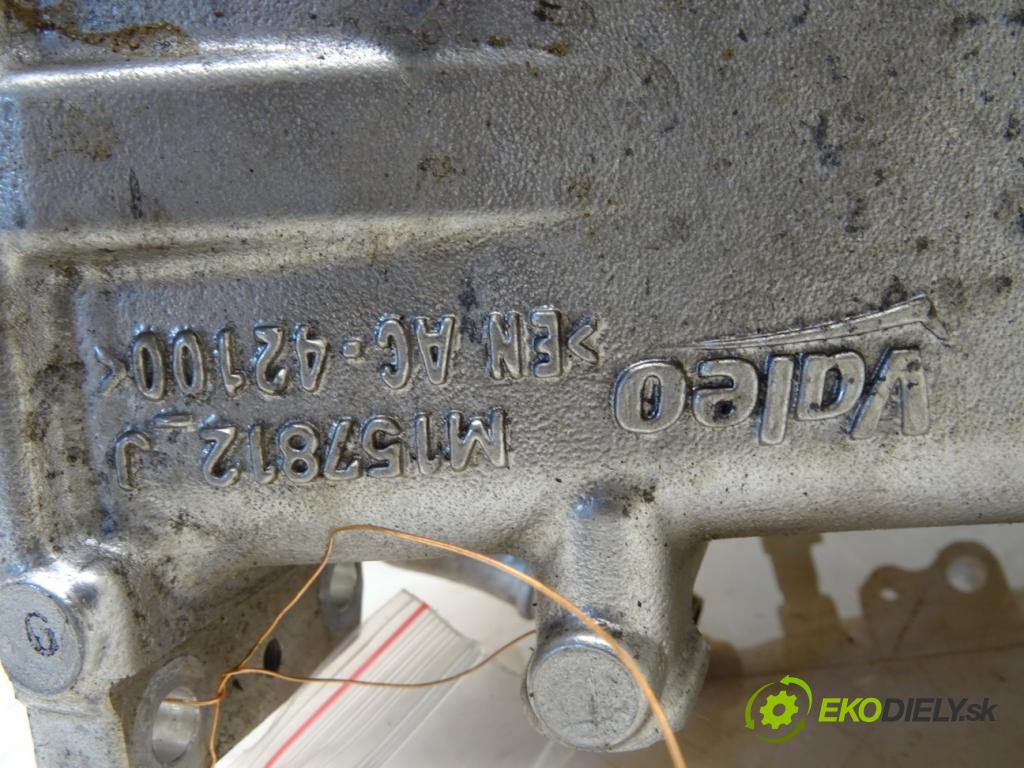 Valeo
M157812_J
>EN AC-42100<
G
EKODIELY.sk